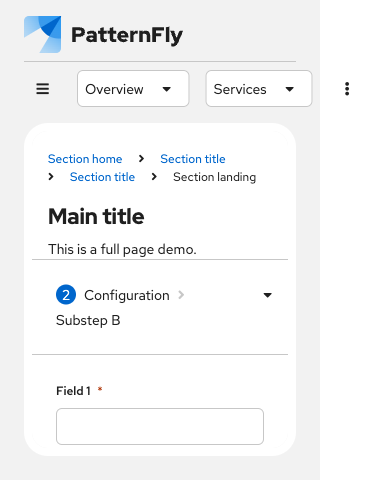 PatternFly
Overview Services
Section home Section title
Section title Section landing
Main title
This is a full page demo.
2 Configuration
Substep B
Field 1 *